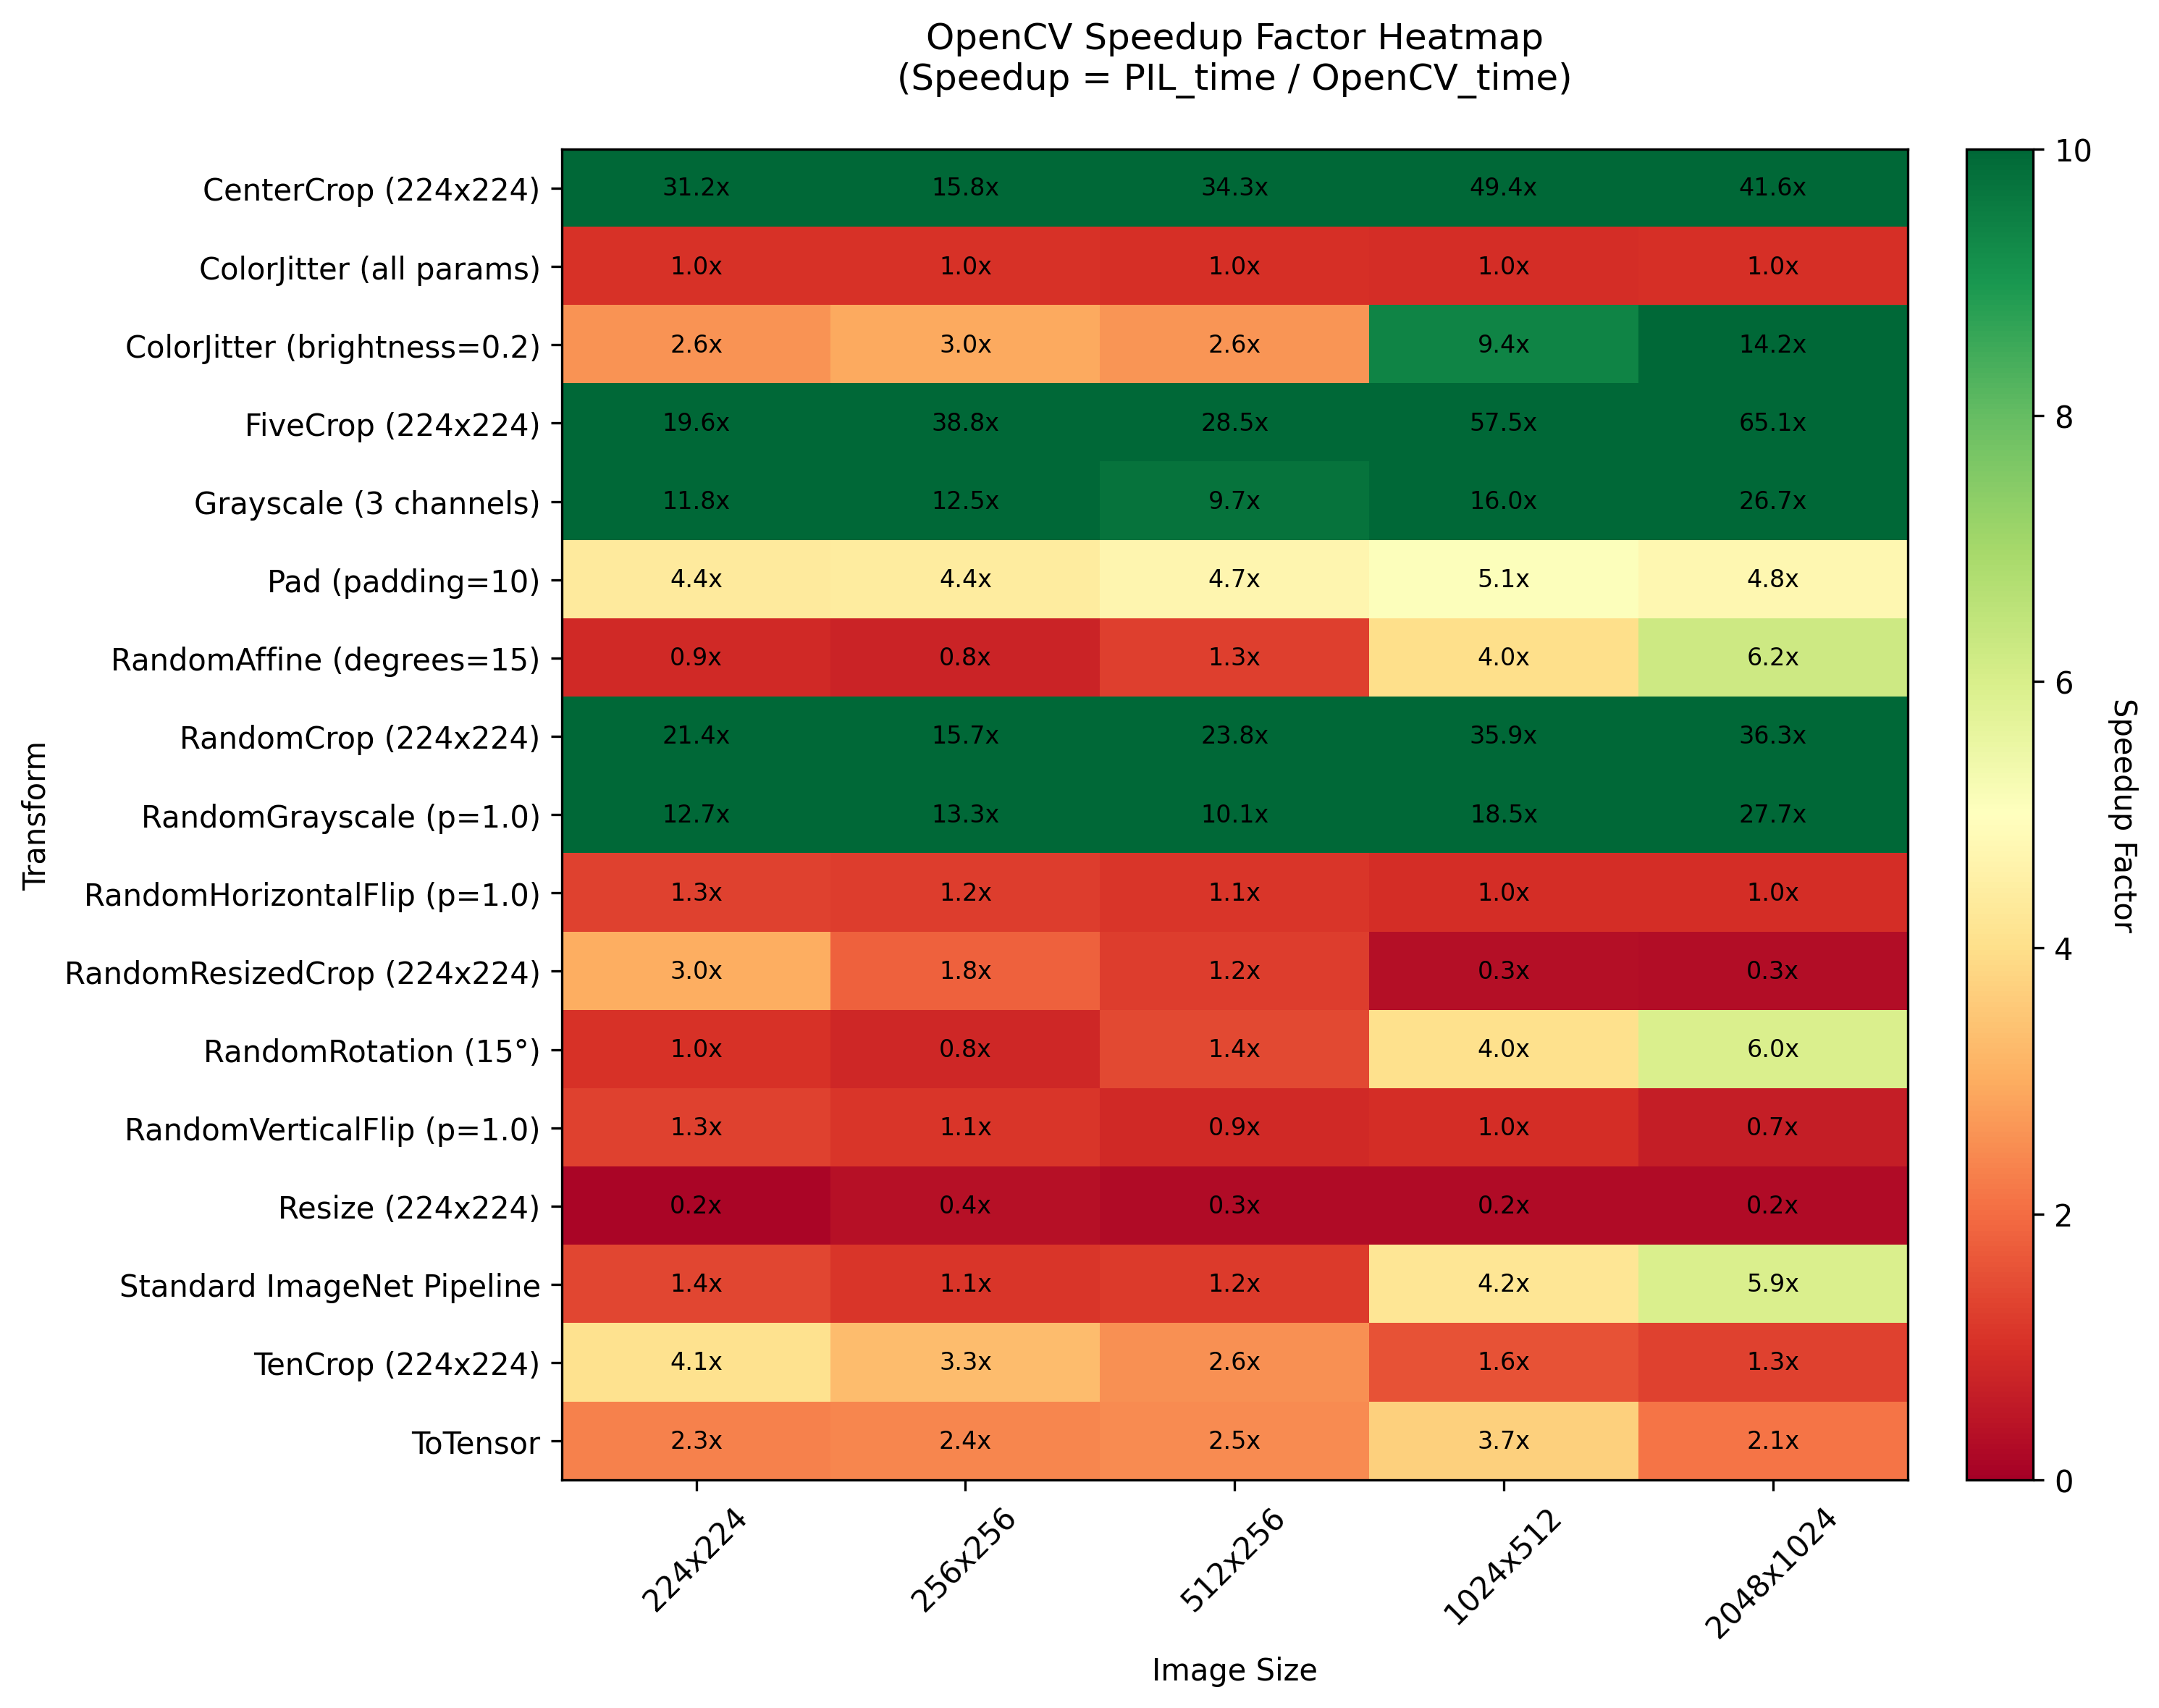 OpenCV Speedup Factor Heatmap
(Speedup = PIL_time / OpenCV_time)
CenterCrop (224x224) 31.2x 15.8x 34.3x 49.4x 41.6x
ColorJitter (all params) 1.0x 1.0x 1.0x 1.0x 1.0x
ColorJitter (brightness=0.2) 2.6x 3.0x 2.6x 9.4x 14.2x
FiveCrop (224x224) 19.6x 38.8x 28.5x 57.5x 65.1x
Grayscale (3 channels) 11.8x 12.5x 9.7x 16.0x 26.7x
Pad (padding=10) 4.4x 4.4x 4.7x 5.1x 4.8x
RandomAffine (degrees=15) 0.9x 0.8x 1.3x 4.0x 6.2x
RandomCrop (224x224) 21.4x 15.7x 23.8x 35.9x 36.3x
RandomGrayscale (p=1.0) 12.7x 13.3x 10.1x 18.5x 27.7x
RandomHorizontalFlip (p=1.0) 1.3x 1.2x 1.1x 1.0x 1.0x
RandomResizedCrop (224x224) 3.0x 1.8x 1.2x 0.3x 0.3x
RandomRotation (15°) 1.0x 0.8x 1.4x 4.0x 6.0x
RandomVerticalFlip (p=1.0) 1.3x 1.1x 0.9x 1.0x 0.7x
Resize (224x224) 0.2x 0.4x 0.3x 0.2x 0.2x
Standard ImageNet Pipeline 1.4x 1.1x 1.2x 4.2x 5.9x
TenCrop (224x224) 4.1x 3.3x 2.6x 1.6x 1.3x
ToTensor 2.3x 2.4x 2.5x 3.7x 2.1x
224x224 256x256 512x256 1024x512 2048x1024
Image Size
Transform
10
8
6
4
2
0
Speedup Factor